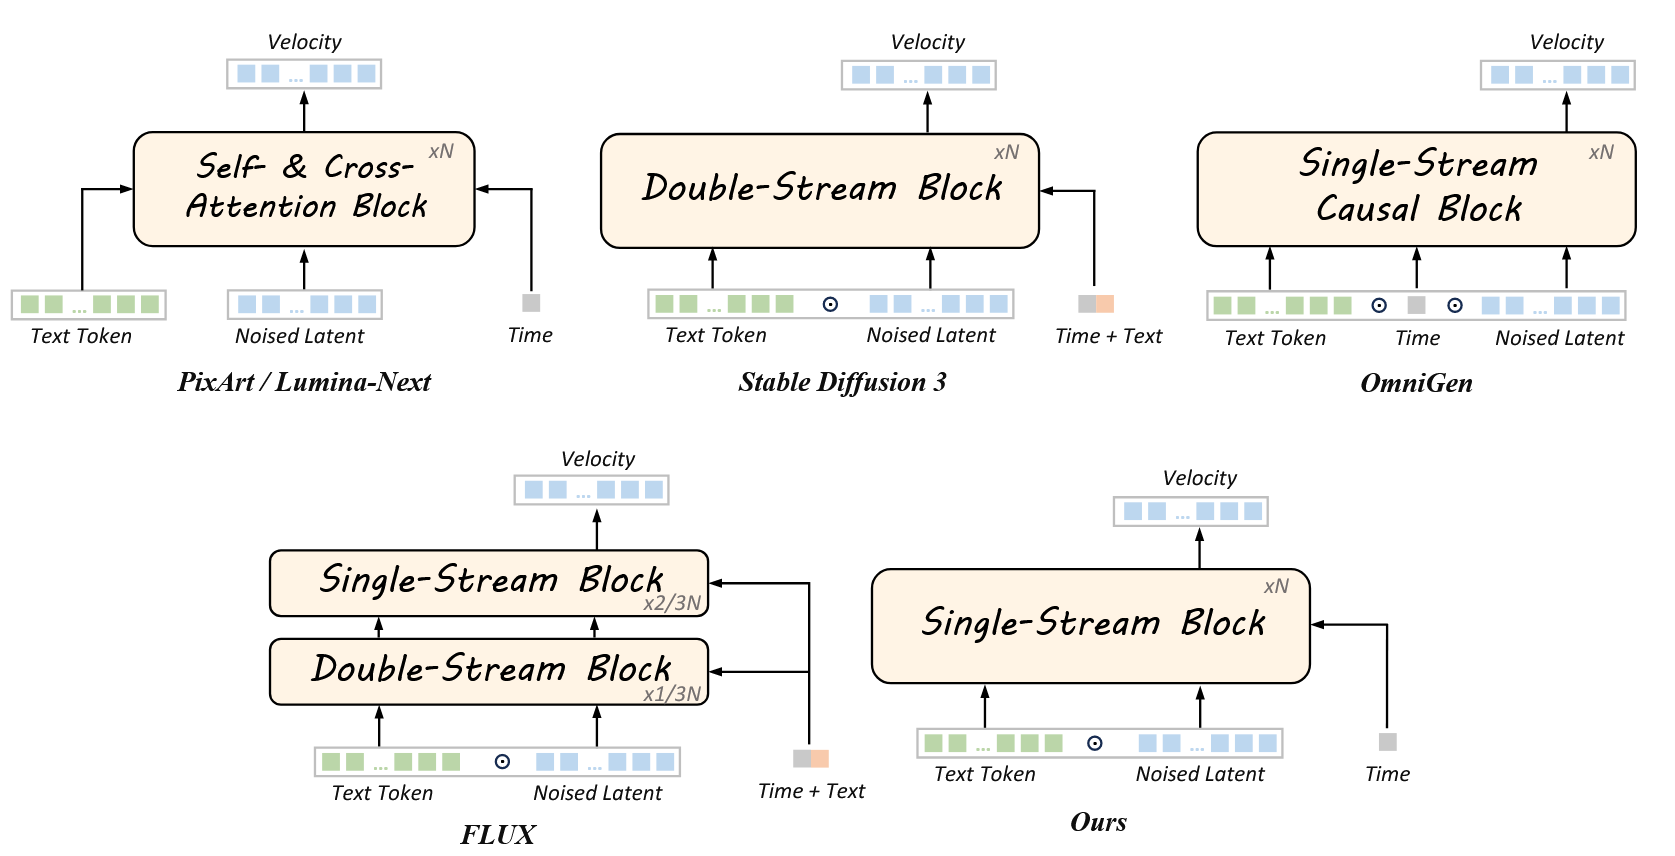 Velocity
...
Self- & Cross-
Attention Block
xN
...
...
Text Token
Noised Latent
Time
PixArt / Lumina-Next
Velocity
...
Double-Stream Block
xN
...
⊙
...
Text Token
Noised Latent
Time + Text
Stable Diffusion 3
Velocity
...
Single-Stream
Causal Block
xN
...
⊙
⊙
...
Text Token
Time
Noised Latent
OmniGen
Velocity
...
Single-Stream Block
x2/3N
Double-Stream Block
x1/3N
...
⊙
...
Text Token
Noised Latent
Time + Text
FLUX
Velocity
...
Single-Stream Block
xN
...
⊙
...
Text Token
Noised Latent
Time
Ours